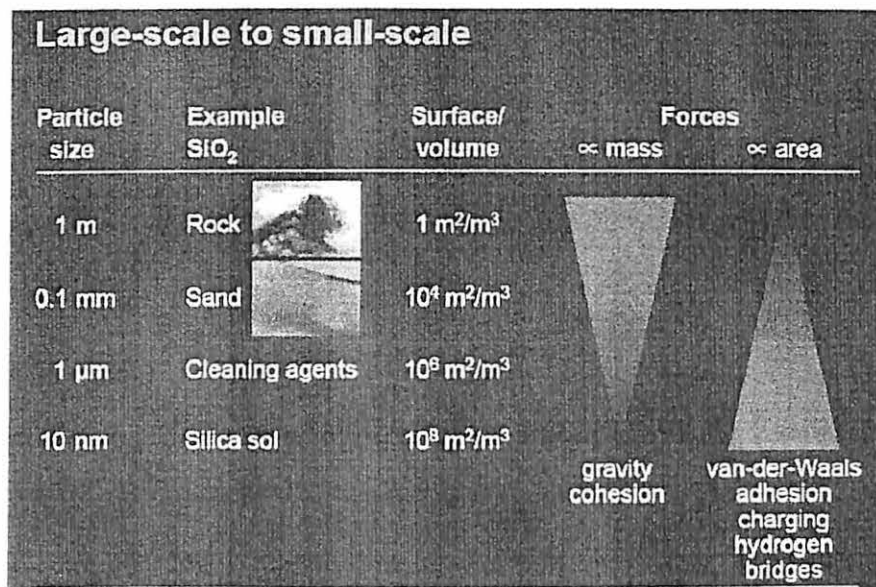 Large-scale to small-scale
Particle size Example SiO₂ Surface/ volume Forces ∝ mass ∝ area
1 m Rock 1 m²/m³
0.1 mm Sand 10⁴ m²/m³
1 µm Cleaning agents 10⁶ m²/m³
10 nm Silica sol 10⁸ m²/m³
gravity cohesion
van-der-Waals adhesion charging hydrogen bridges